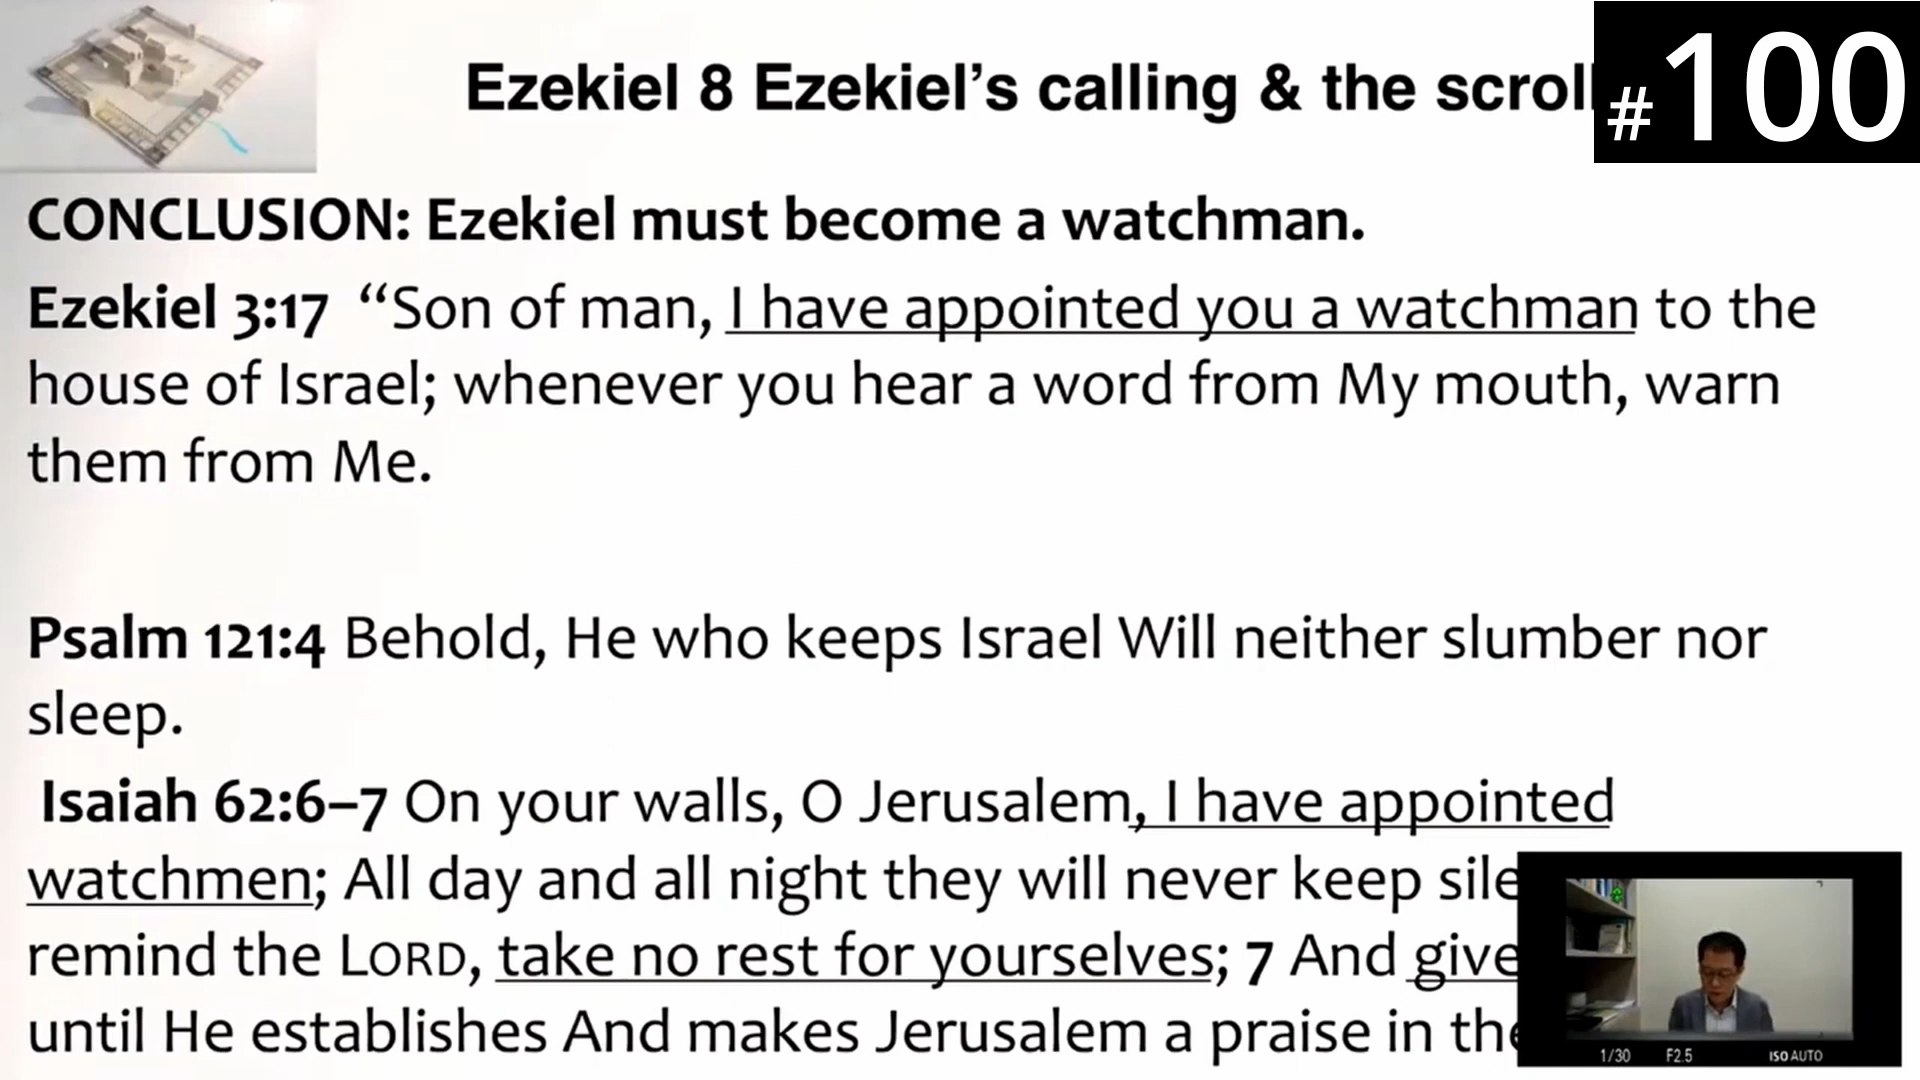 Ezekiel 8 Ezekiel’s calling & the scroll
#100
CONCLUSION: Ezekiel must become a watchman.
Ezekiel 3:17 “Son of man, I have appointed you a watchman to the
house of Israel; whenever you hear a word from My mouth, warn
them from Me.
Psalm 121:4 Behold, He who keeps Israel Will neither slumber nor
sleep.
Isaiah 62:6–7 On your walls, O Jerusalem, I have appointed
watchmen; All day and all night they will never keep
remind the LORD, take no rest for yourselves; 7 And give
until He establishes And makes Jerusalem a praise in
1/30 F2.5 ISO AUTO